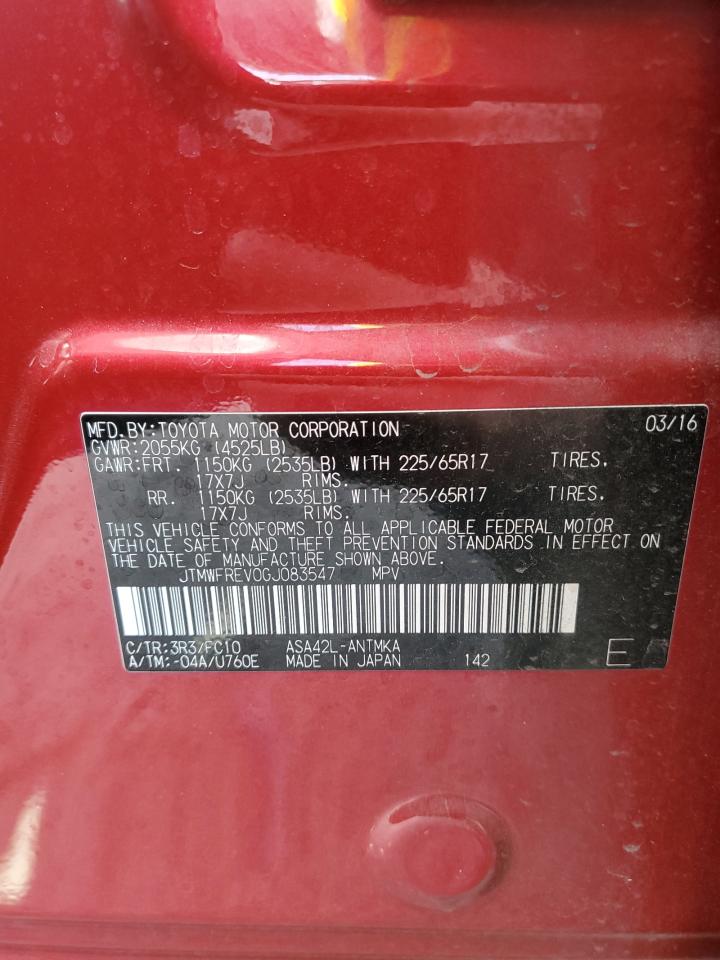 MFD.BY:TOYOTA MOTOR CORPORATION 03/16
GVWR:2055KG (4525LB)
GAWR:FRT. 1150KG (2535LB) WITH 225/65R17 TIRES.
17X7J RIMS.
RR. 1150KG (2535LB) WITH 225/65R17 TIRES.
17X7J RIMS.
THIS VEHICLE CONFORMS TO ALL APPLICABLE FEDERAL MOTOR
VEHICLE SAFETY AND THEFT PREVENTION STANDARDS IN EFFECT ON
THE DATE OF MANUFACTURE SHOWN ABOVE.
JTMWFREV0GJ083547 MPV
C/TR:3R3/FC10 ASA42L-ANTMKA
A/TM:-04A/U760E MADE IN JAPAN 142 E